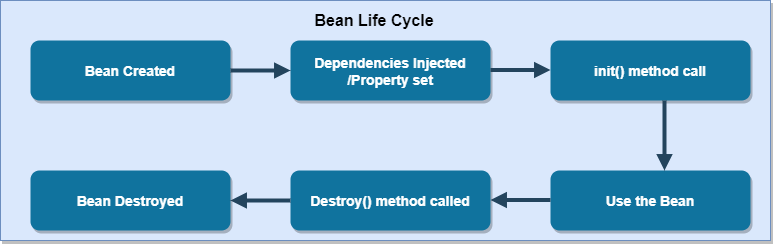 Bean Life Cycle
Bean Created
Dependencies Injected
/Property set
init() method call
Use the Bean
Destroy() method called
Bean Destroyed